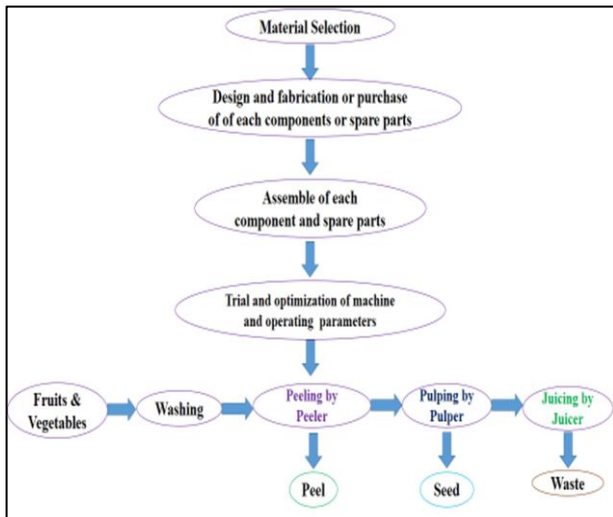 Material Selection
Design and fabrication or purchase
of of each components or spare parts
Assemble of each
component and spare parts
Trial and optimization of machine
and operating parameters
Fruits &
Vegetables
Washing
Peeling by
Peeler
Pulping by
Pulper
Juicing by
Juicer
Peel
Seed
Waste